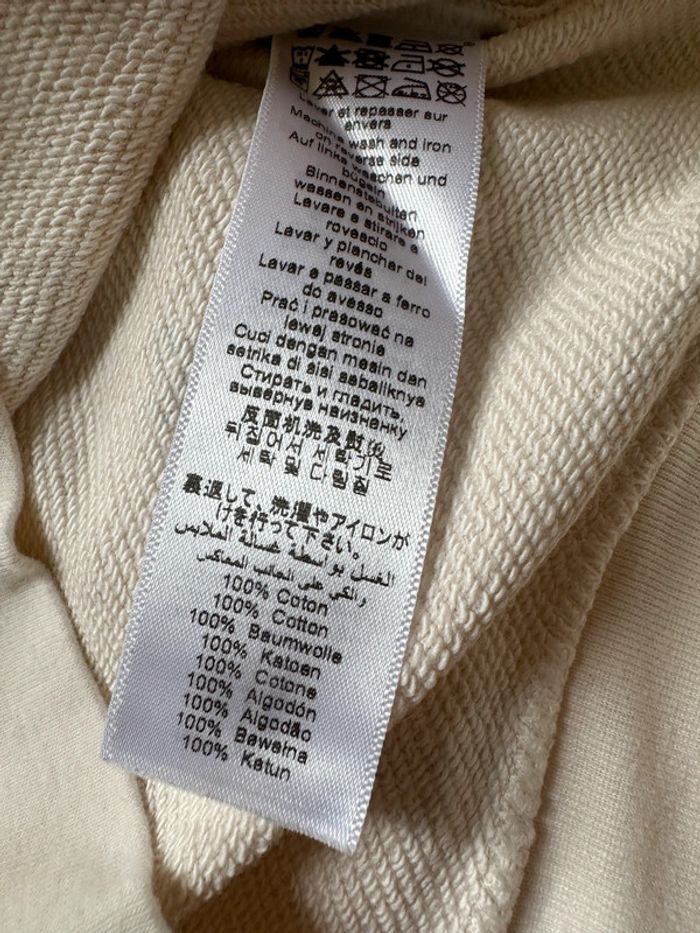 Laver et repasser sur
envers
Machine wash and iron
on reverse side
Auf links waschen und
bügeln
Binnenstebuiten
wassen en strijken
Lavare e stirare a
rovescio
Lavar y planchar del
revés
Lavar e passar a ferro
do avesso
Prać i prasować na
lewej stronie
Cuci dengan mesin dan
setrika di sisi sebaliknya
Стирать и гладить,
вывернув наизнанку
反面机洗及熨烫
뒤집어서 세탁기로
세탁 및 다림질
裏返して、洗濯やアイロンが
けを行って下さい。
الغسل بواسطة غسالة الملابس
والكي على الجانب المعاكس
100% Coton
100% Cotton
100% Baumwolle
100% Katoen
100% Cotone
100% Algodón
100% Algodão
100% Bawełna
100% Katun